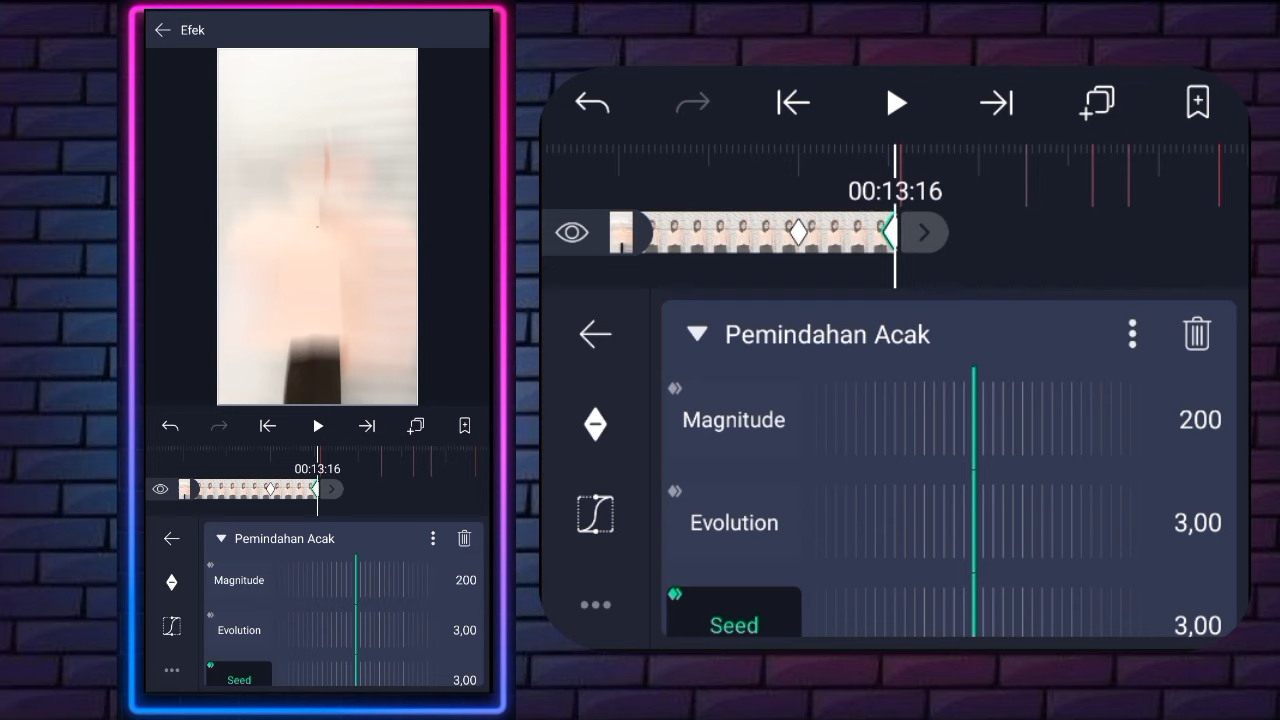 Efek
00:13:16
Pemindahan Acak
Magnitude 200
Evolution 3,00
Seed 3,00
00:13:16
Pemindahan Acak
Magnitude 200
Evolution 3,00
Seed 3,00